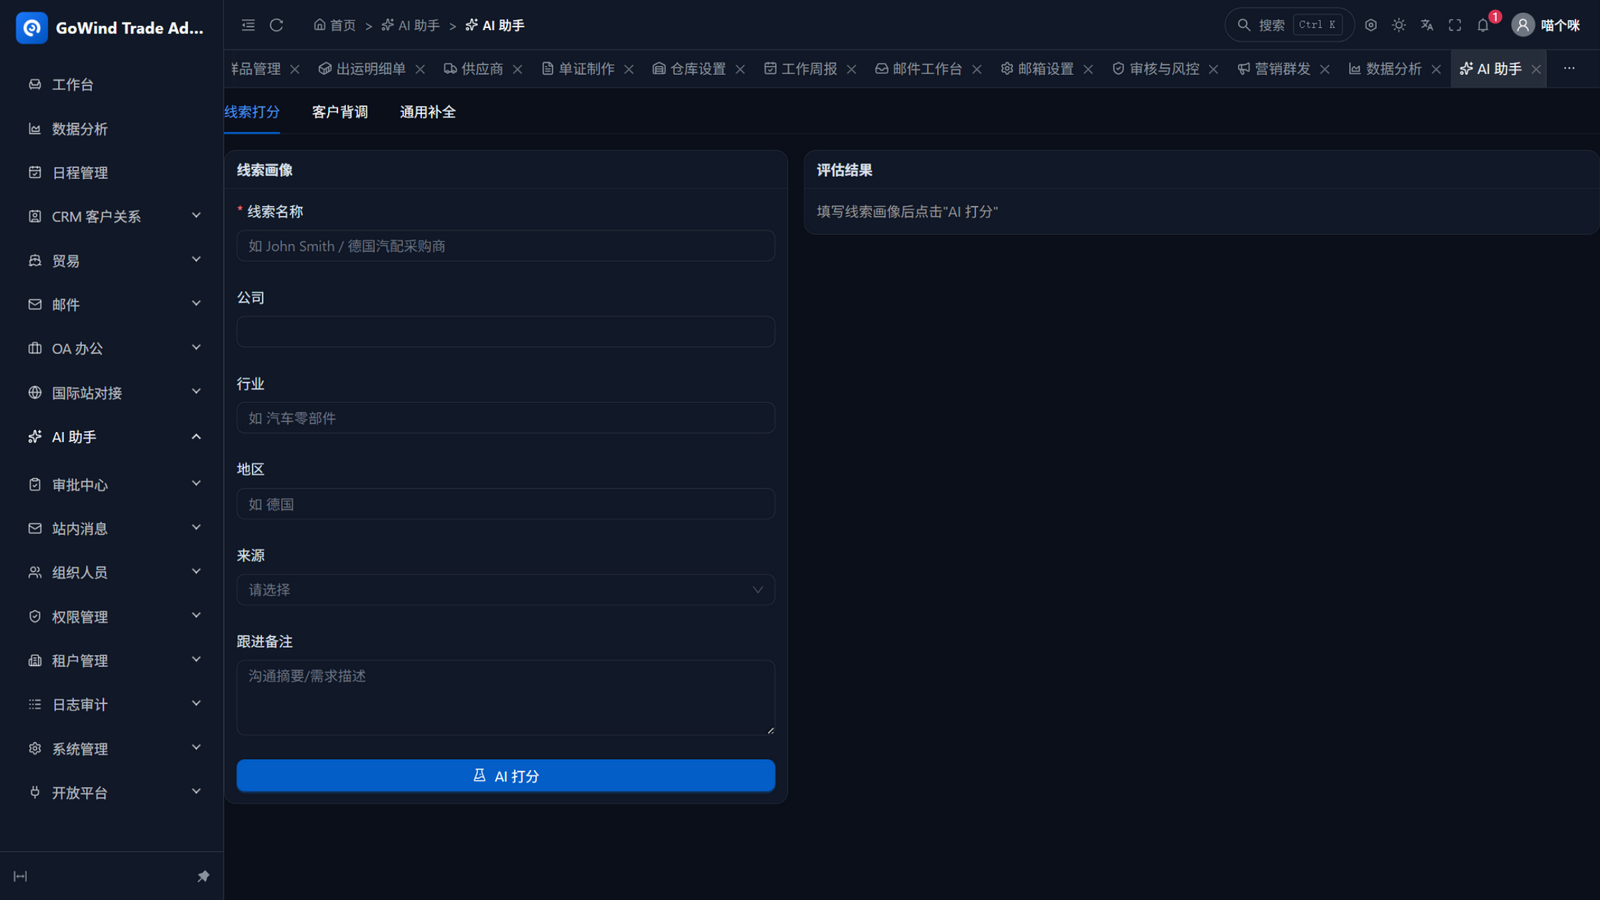 GoWind Trade Ad...
首页 > AI 助手 > AI 助手
搜索 Ctrl K
1
喵个咪
样品管理 出运明细单 供应商 单证制作 仓库设置 工作周报 邮件工作台 邮箱设置 审核与风控 营销群发 数据分析 AI 助手 ...
工作台
数据分析
日程管理
CRM 客户关系
贸易
邮件
OA 办公
国际站对接
AI 助手
审批中心
站内消息
组织人员
权限管理
租户管理
日志审计
系统管理
开放平台
线索打分 客户背调 通用补全
线索画像
* 线索名称
如 John Smith / 德国汽配采购商
公司
行业
如 汽车零部件
地区
如 德国
来源
请选择
跟进备注
沟通摘要/需求描述
AI 打分
评估结果
填写线索画像后点击"AI 打分"